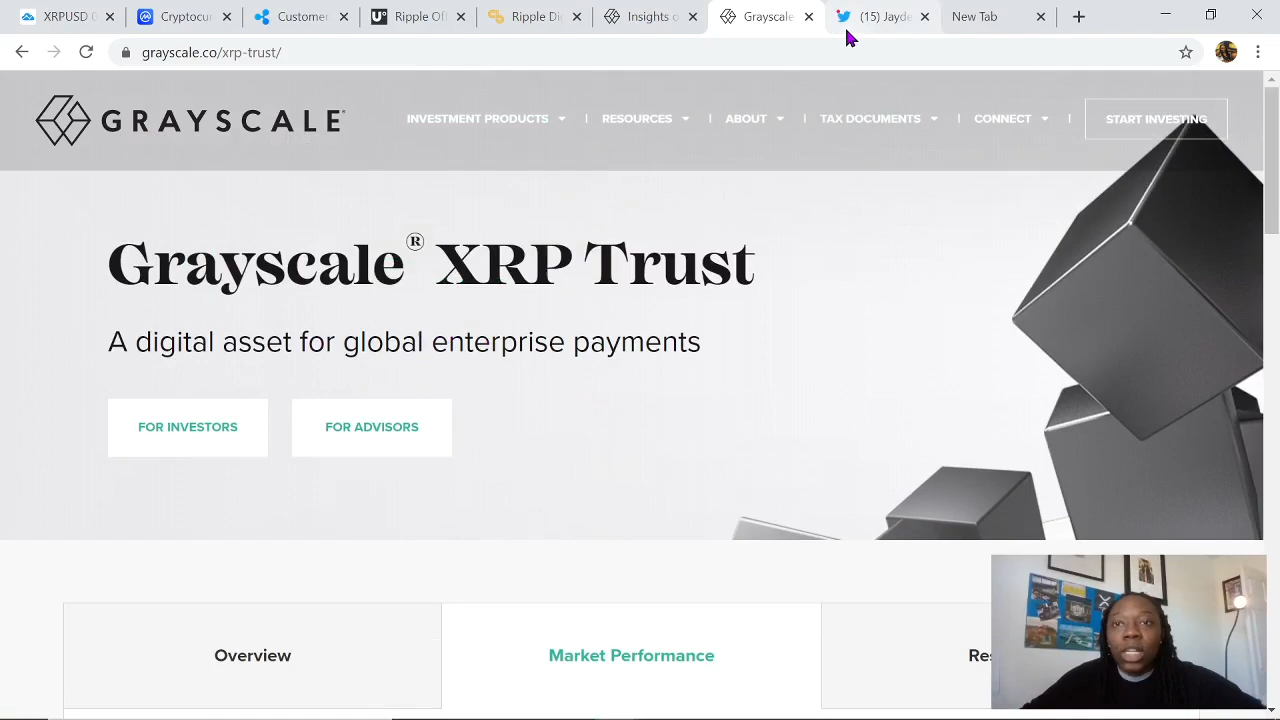 XRPUSD
Cryptocur
Customer
Ripple Off
Ripple Di
Insights o
Grayscale
(15) Jayde
New Tab
grayscale.co/xrp-trust/
GRAYSCALE
INVESTMENT PRODUCTS
RESOURCES
ABOUT
TAX DOCUMENTS
CONNECT
START INVESTING
Grayscale® XRP Trust
A digital asset for global enterprise payments
FOR INVESTORS
FOR ADVISORS
Overview
Market Performance
Re